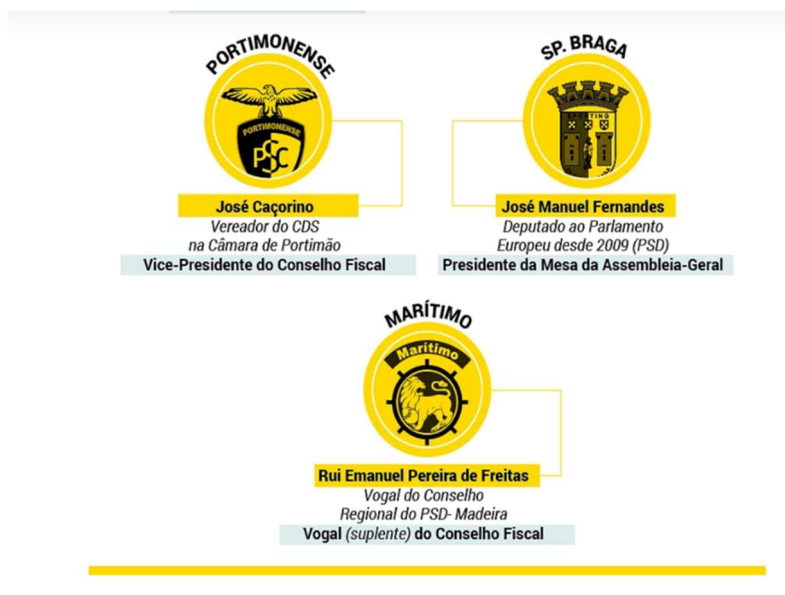 PORTIMONENSE
PORTIMONENSE
PSC
José Caçorino
Vereador do CDS
na Câmara de Portimão
Vice-Presidente do Conselho Fiscal
SP. BRAGA
SPORTING
José Manuel Fernandes
Deputado ao Parlamento
Europeu desde 2009 (PSD)
Presidente da Mesa da Assembleia-Geral
MARÍTIMO
Marítimo
Rui Emanuel Pereira de Freitas
Vogal do Conselho
Regional do PSD- Madeira
Vogal (suplente) do Conselho Fiscal